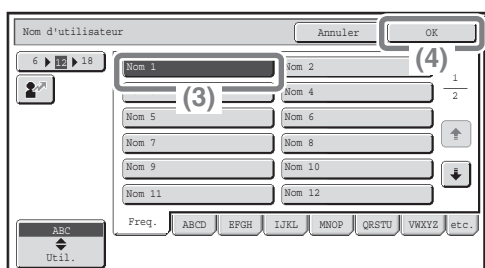 Nom d'utilisateur
Annuler
OK
6 12 18
Nom 1
Nom 2
(4)
1
2
(3)
Nom 4
Nom 5
Nom 6
Nom 7
Nom 8
Nom 9
Nom 10
Nom 11
Nom 12
Freq. ABCD EFGH IJKL MNOP QRSTU VWXYZ etc.
ABC
Util.